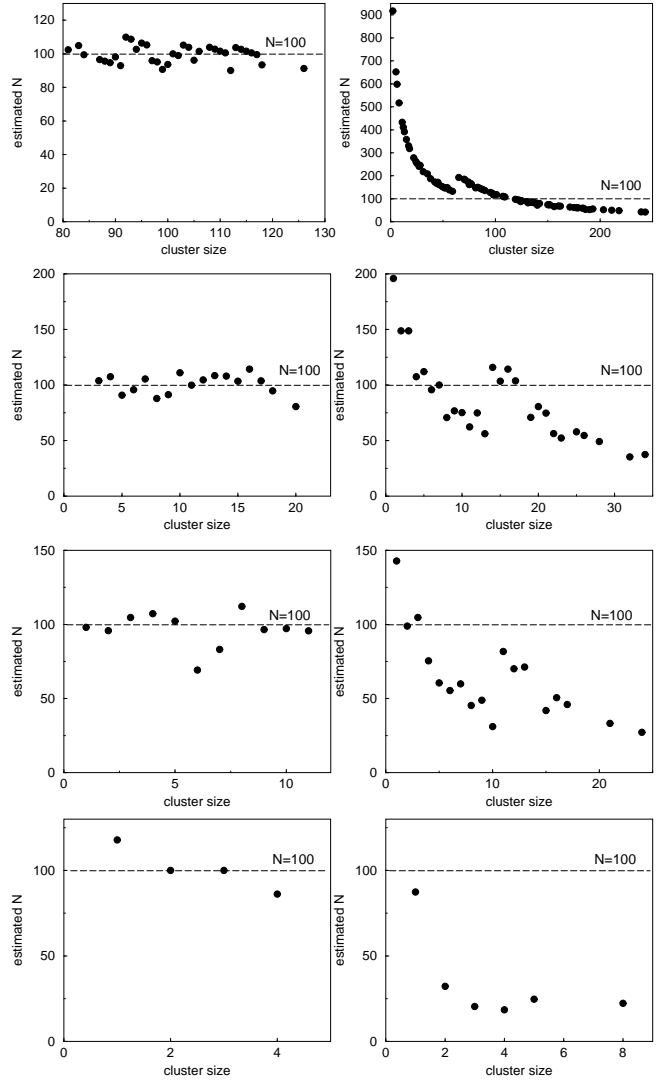 120
100
80
60
40
20
0
estimated N
N=100
80 90 100 110 120 130
cluster size
900
800
700
600
500
400
300
200
100
0
estimated N
N=100
0 100 200
cluster size
200
150
100
50
0
estimated N
N=100
0 5 10 15 20
cluster size
200
150
100
50
0
estimated N
N=100
0 10 20 30
cluster size
150
100
50
0
estimated N
N=100
0 5 10
cluster size
150
100
50
0
estimated N
N=100
0 10 20
cluster size
100
50
0
estimated N
N=100
0 2 4
cluster size
100
50
0
estimated N
N=100
0 2 4 6 8
cluster size